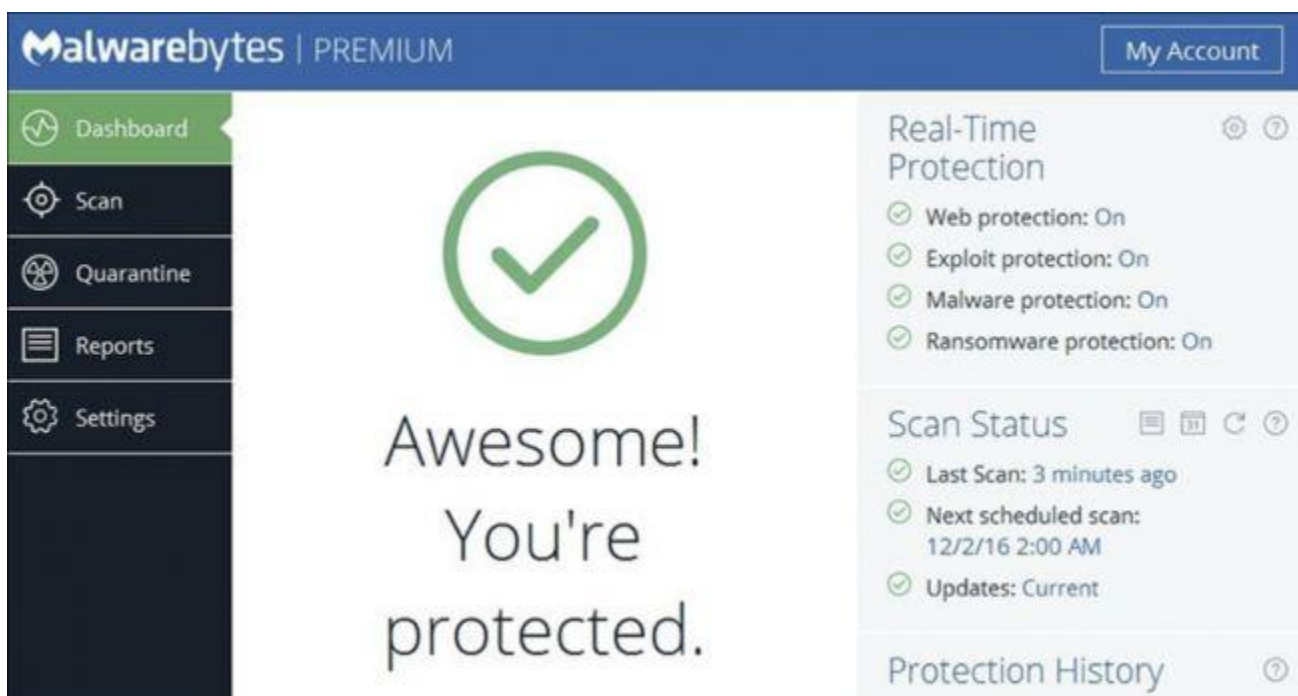 Malwarebytes | PREMIUM
My Account
Dashboard
Scan
Quarantine
Reports
Settings
Awesome!
You're
protected.
Real-Time
Protection
Web protection: On
Exploit protection: On
Malware protection: On
Ransomware protection: On
Scan Status
31
Last Scan: 3 minutes ago
Next scheduled scan:
12/2/16 2:00 AM
Updates: Current
Protection History